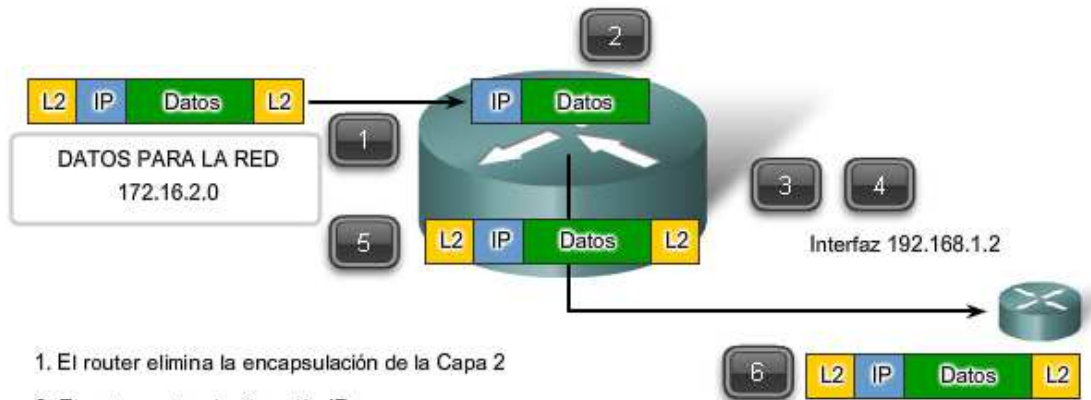 2
L2 IP Datos L2
IP Datos
1
DATOS PARA LA RED
172.16.2.0
3 4
5
L2 IP Datos L2
Interfaz 192.168.1.2
1. El router elimina la encapsulación de la Capa 2
6
L2 IP Datos L2